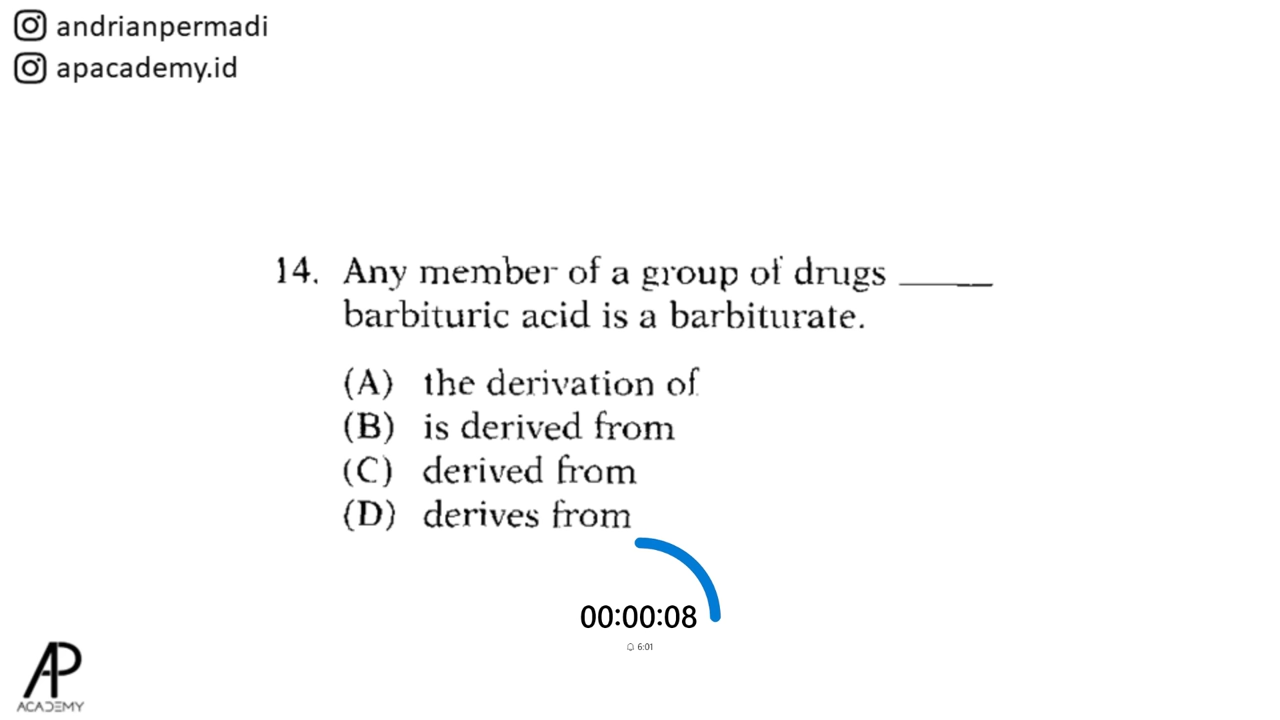 andrianpermadi
apacademy.id
14. Any member of a group of drugs _____
barbituric acid is a barbiturate.
(A) the derivation of
(B) is derived from
(C) derived from
(D) derives from
00:00:08
6:01
AP
ACADEMY